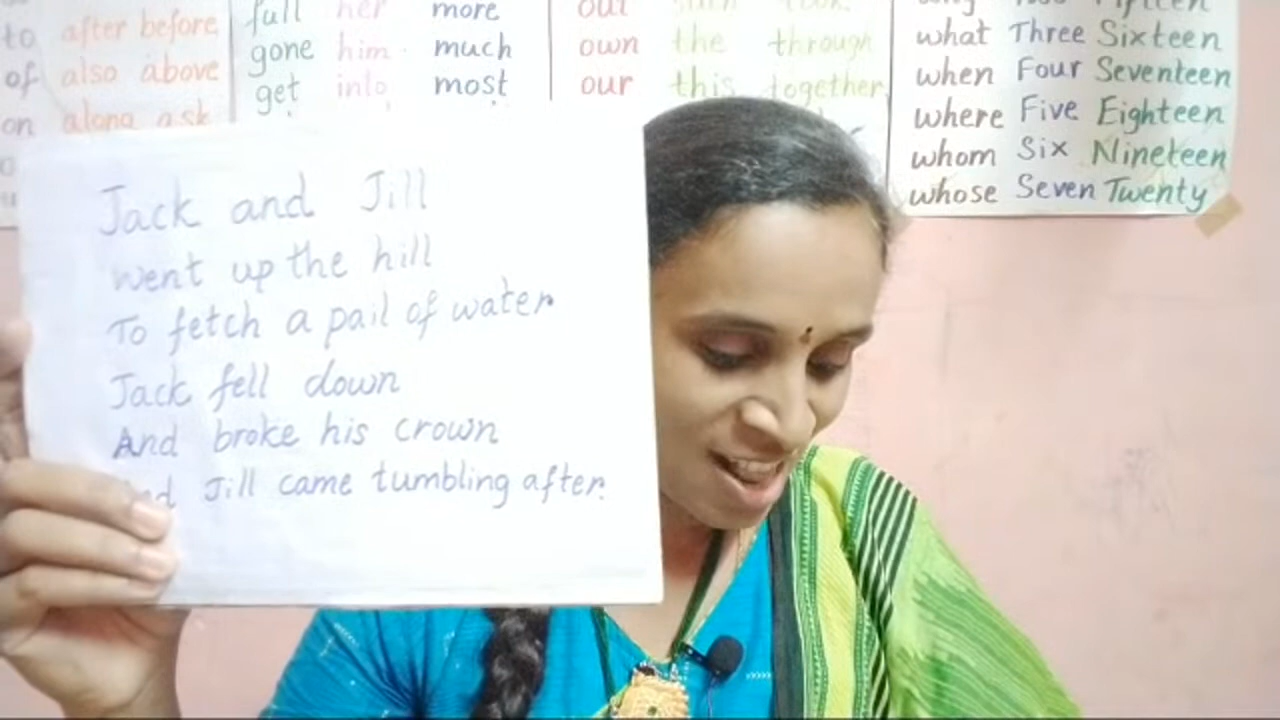 full her more out
to after before gone him much own the through what Three Sixteen
of also above get into most our this together when Four Seventeen
on along ask where Five Eighteen
whom Six Nineteen
whose Seven Twenty
Jack and Jill
went up the hill
To fetch a pail of water
Jack fell down
And broke his crown
Jill came tumbling after.